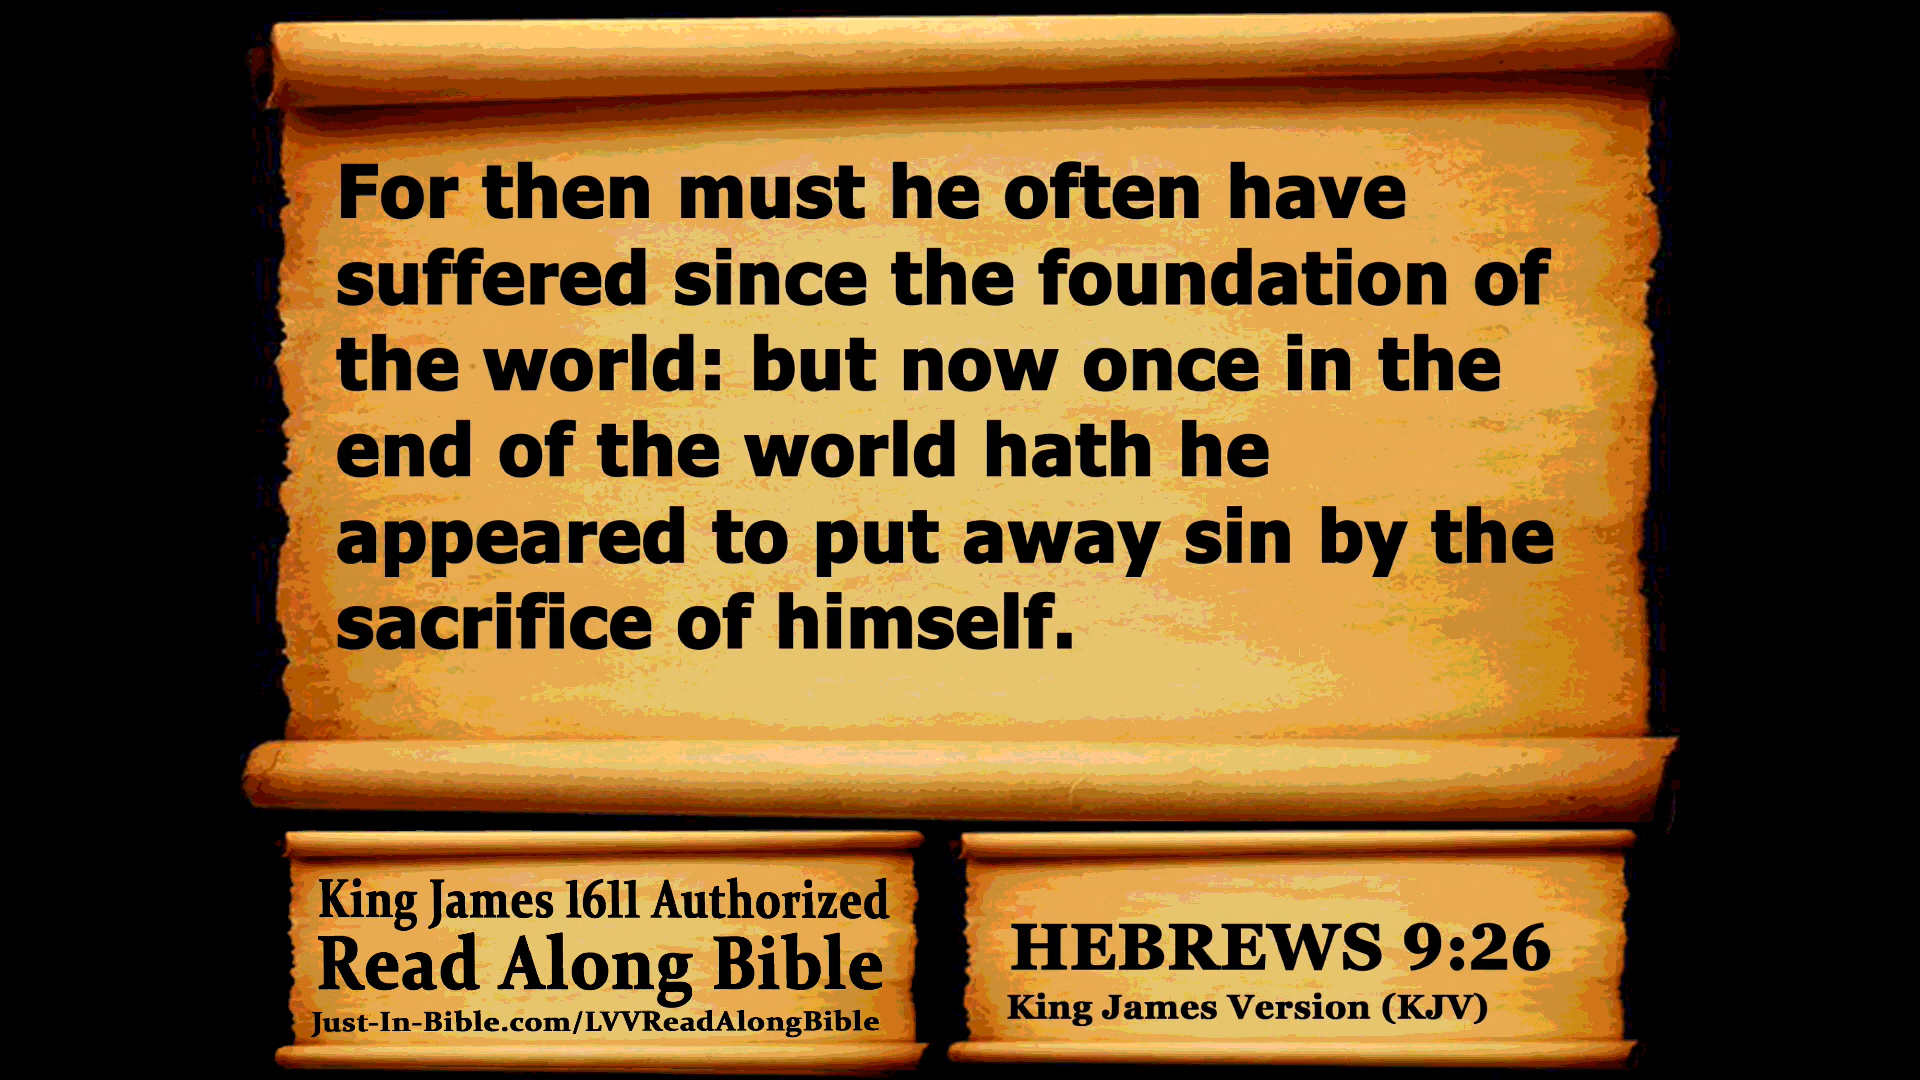 For then must he often have
suffered since the foundation of
the world: but now once in the
end of the world hath he
appeared to put away sin by the
sacrifice of himself.
King James 1611 Authorized
Read Along Bible
Just-In-Bible.com/LVVReadAlongBible
HEBREWS 9:26
King James Version (KJV)